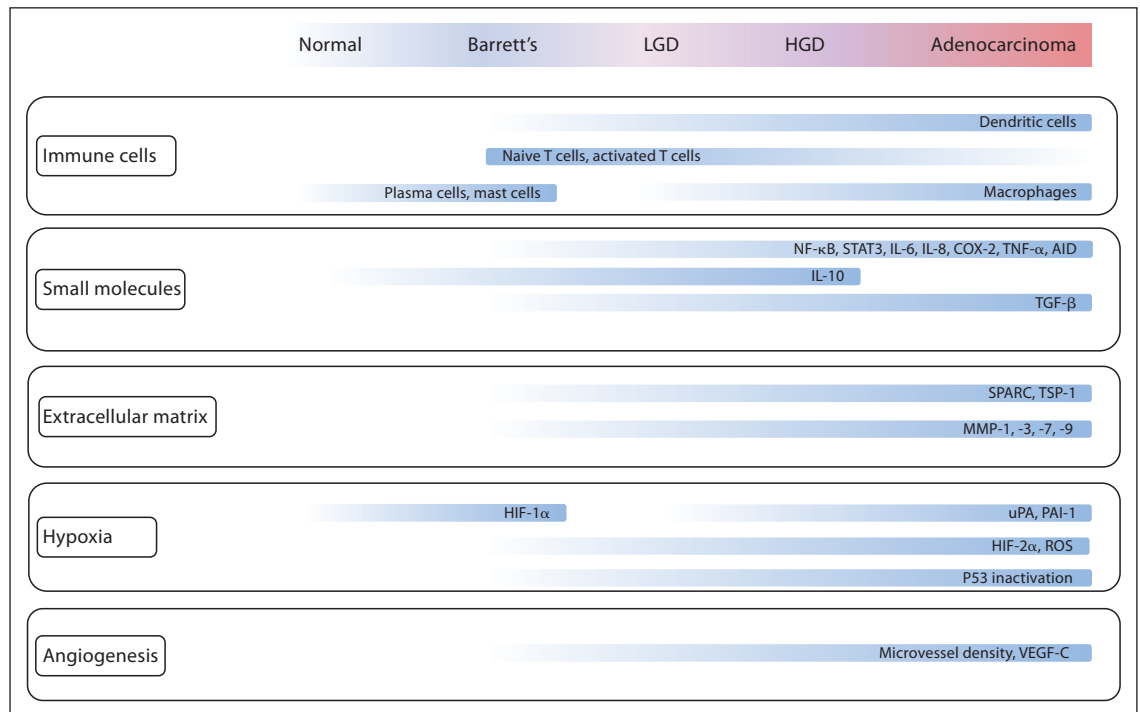 Normal Barrett's LGD HGD Adenocarcinoma
Dendritic cells
Immune cells
Naive T cells, activated T cells
Plasma cells, mast cells
Macrophages
NF-κB, STAT3, IL-6, IL-8, COX-2, TNF-α, AID
Small molecules
IL-10
TGF-β
SPARC, TSP-1
Extracellular matrix
MMP-1, -3, -7, -9
HIF-1α
uPA, PAI-1
Hypoxia
HIF-2α, ROS
P53 inactivation
Angiogenesis
Microvessel density, VEGF-C